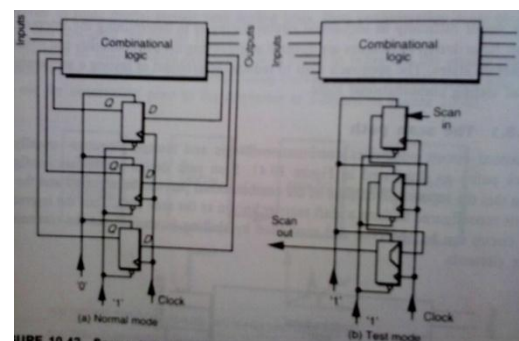 Inputs
Combinational
logic
Outputs
Q
D
Q
D
Q
D
'0'
'1'
Clock
(a) Normal mode
Inputs
Combinational
logic
Scan
in
Scan
out
'1'
'1'
Clock
(b) Test mode